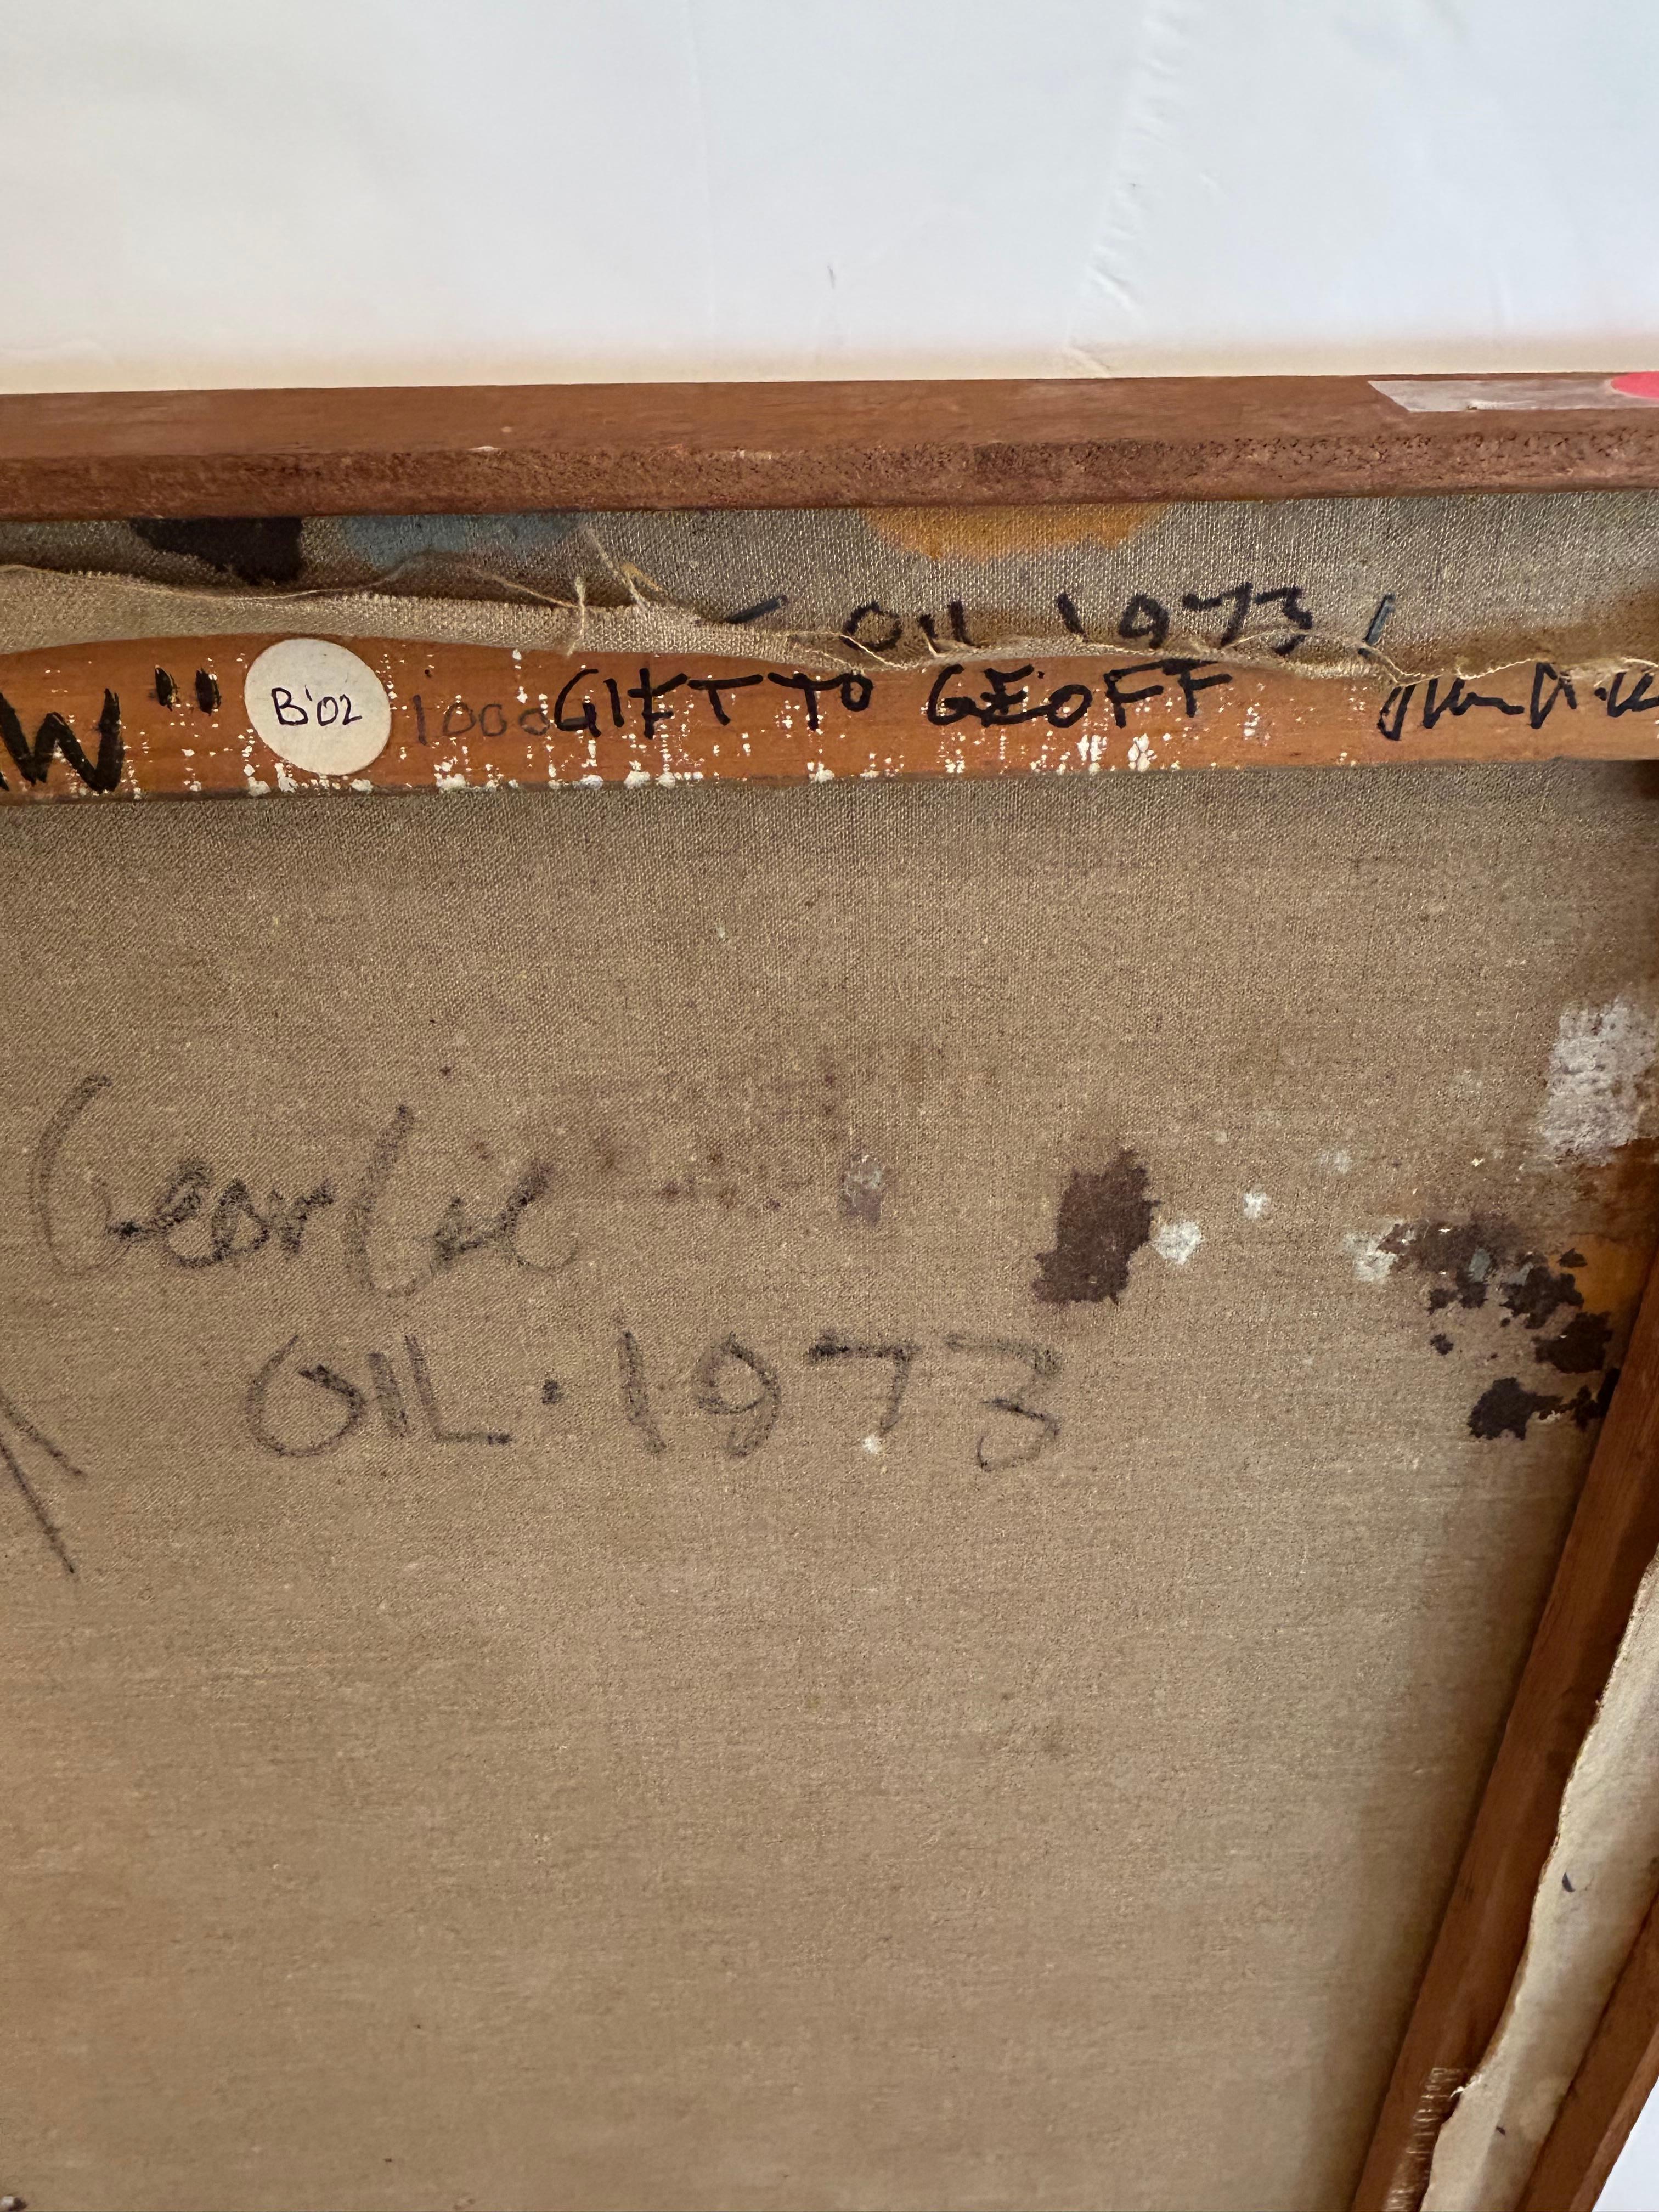 OIL 1973
W" B'02 1000 GIFT TO GEOFF
OIL · 1973